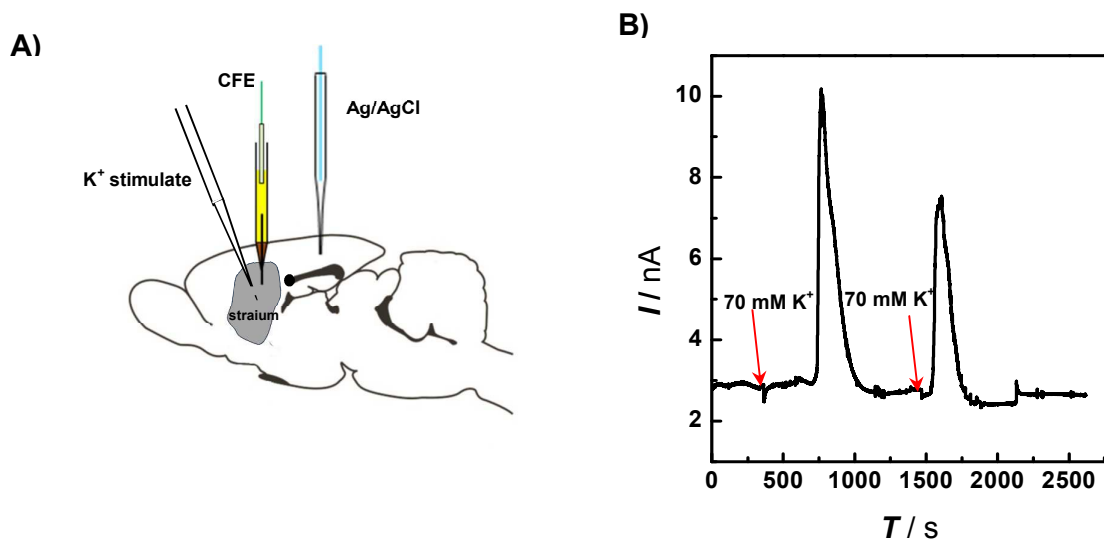 A)
CFE
Ag/AgCl
K⁺ stimulate
straium
B)
10
8
6
4
2
I / nA
70 mM K⁺
70 mM K⁺
0
500
1000
1500
2000
2500
T / s